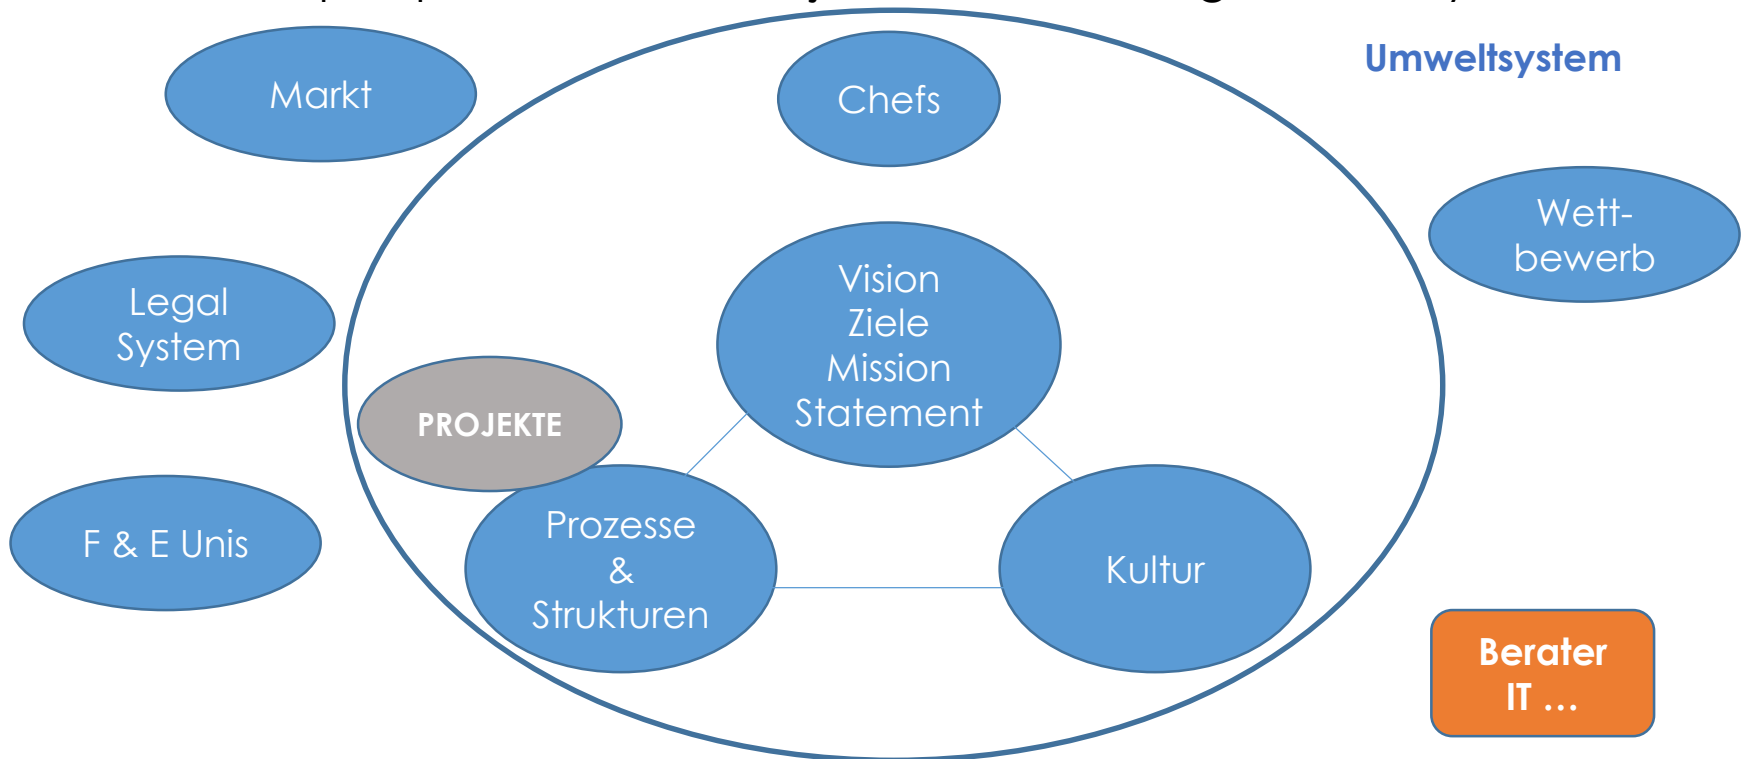 Umweltsystem
Markt
Chefs
Wett-
bewerb
Vision
Ziele
Mission
Statement
Legal
System
PROJEKTE
F & E Unis
Prozesse
&
Strukturen
Kultur
Berater
IT ...